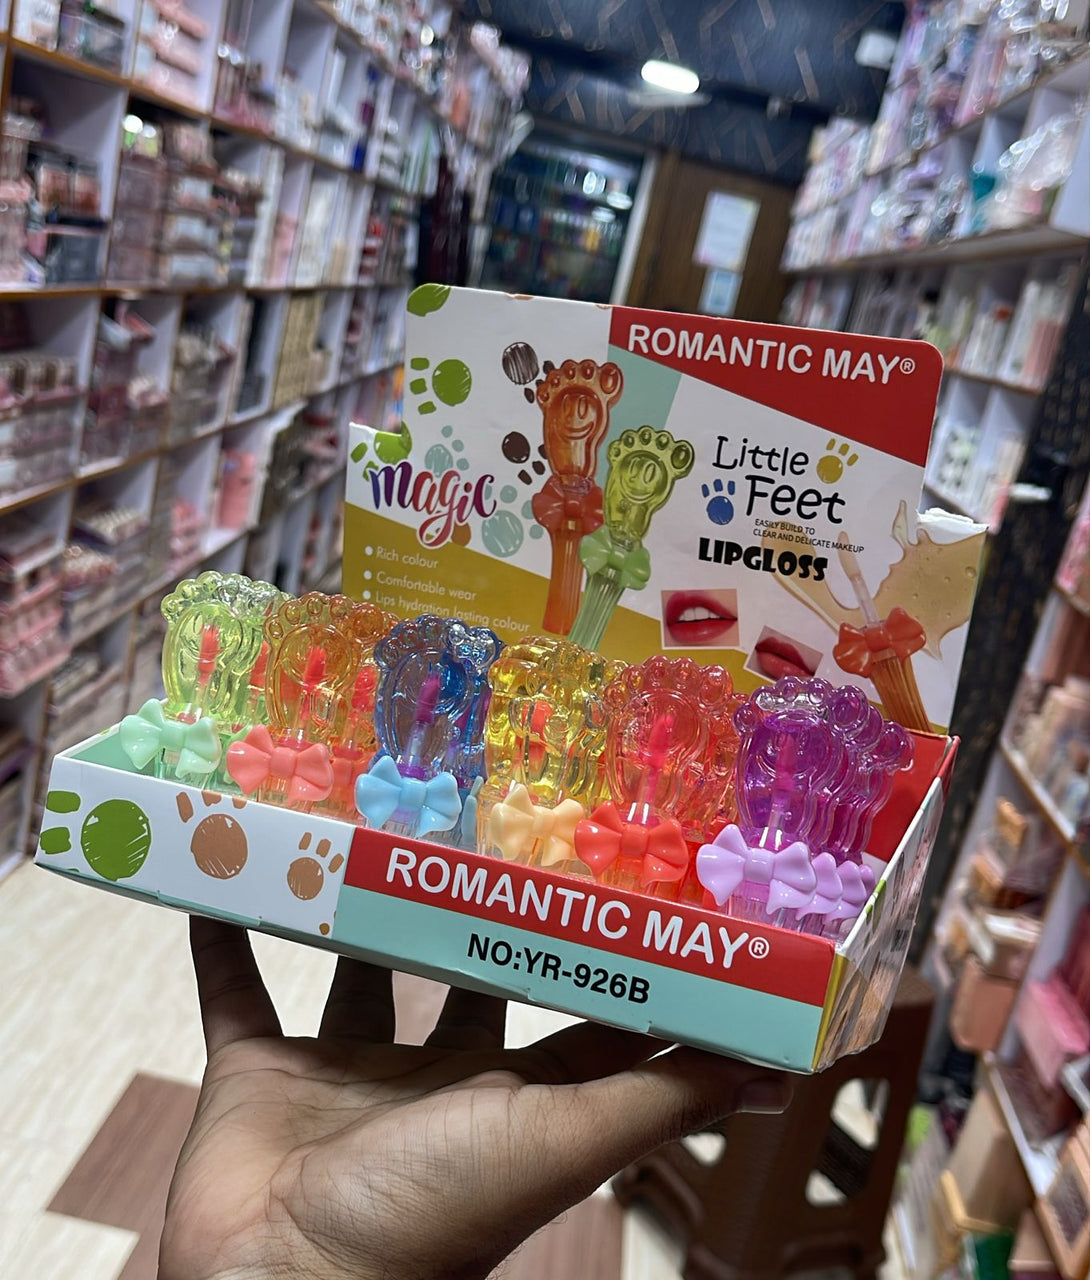 ROMANTIC MAY®
magic
Little
Feet
EASILY BUILD TO
CLEAR AND DELICATE MAKEUP
LIPGLOSS
• Rich colour
• Comfortable wear
• Lips hydration lasting colour
ROMANTIC MAY®
NO:YR-926B